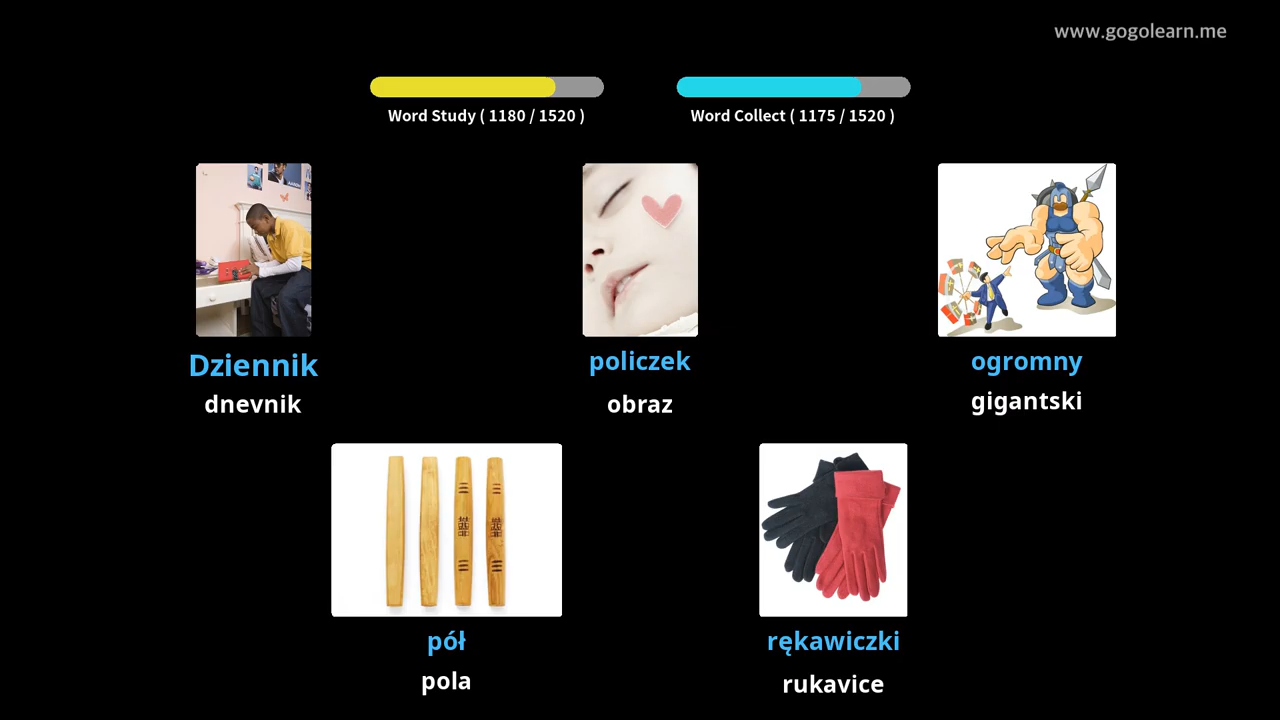 www.gogolearn.me
Word Study ( 1180 / 1520 )
Word Collect ( 1175 / 1520 )
Dziennik
dnevnik
policzek
obraz
ogromny
gigantski
pół
pola
rękawiczki
rukavice